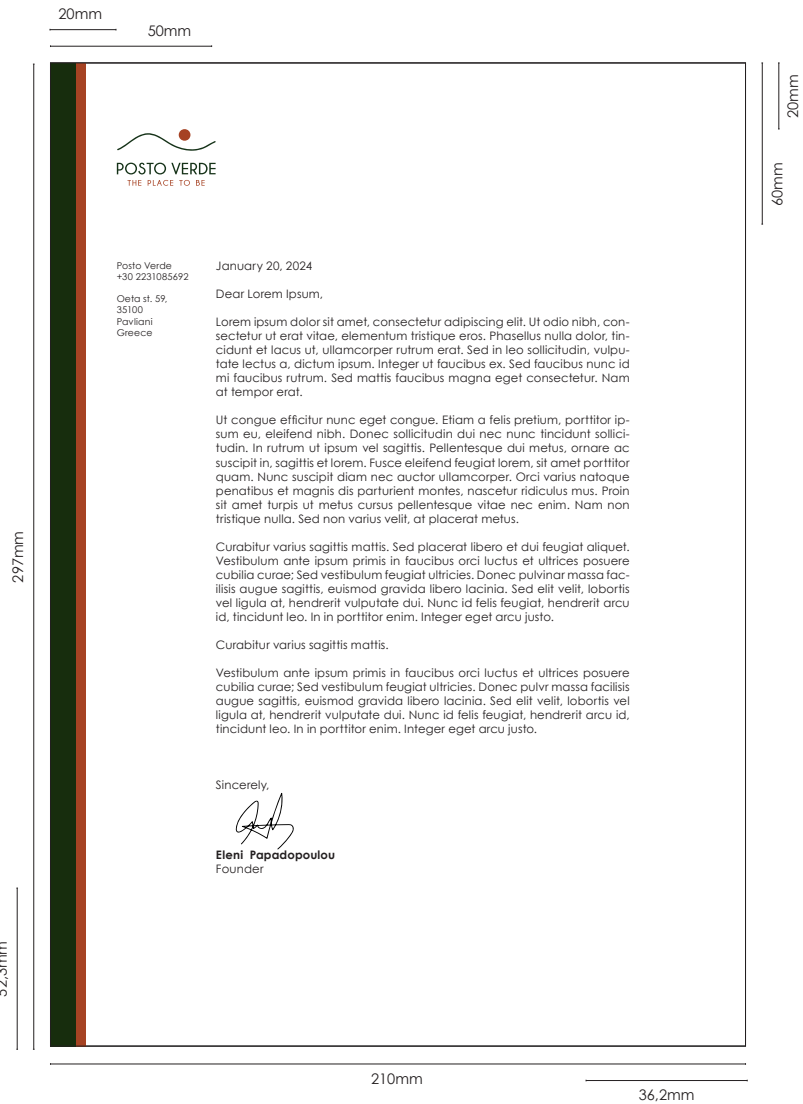 20mm
50mm
20mm
60mm
POSTO VERDE
THE PLACE TO BE
Posto Verde
+30 2231085692
Oeta st. 59,
35100
Pavliani
Greece
January 20, 2024
Dear Lorem Ipsum,
Lorem ipsum dolor sit amet, consectetur adipiscing elit. Ut odio nibh, con-
sectetur ut erat vitae, elementum tristique eros. Phasellus nulla dolor, tin-
cidunt et lacus ut, ullamcorper rutrum erat. Sed in leo sollicitudin, vulpu-
tate lectus a, dictum ipsum. Integer ut faucibus ex. Sed faucibus nunc id
mi faucibus rutrum. Sed mattis faucibus magna eget consectetur. Nam
at tempor erat.
Ut congue efficitur nunc eget congue. Etiam a felis pretium, porttitor ip-
sum eu, eleifend nibh. Donec sollicitudin dui nec nunc tincidunt sollici-
tudin. In rutrum ut ipsum vel sagittis. Pellentesque dui metus, ornare ac
suscipit in, sagittis et lorem. Fusce eleifend feugiat lorem, sit amet porttitor
quam. Nunc suscipit diam nec auctor ullamcorper. Orci varius natoque
penatibus et magnis dis parturient montes, nascetur ridiculus mus. Proin
sit amet turpis ut metus cursus pellentesque vitae nec enim. Nam non
tristique nulla. Sed non varius velit, at placerat metus.
Curabitur varius sagittis mattis. Sed placerat libero et dui feugiat aliquet.
Vestibulum ante ipsum primis in faucibus orci luctus et ultrices posuere
cubilia curae; Sed vestibulum feugiat ultricies. Donec pulvinar massa fac-
ilisis augue sagittis, euismod gravida libero lacinia. Sed elit velit, lobortis
vel ligula at, hendrerit vulputate dui. Nunc id felis feugiat, hendrerit arcu
id, tincidunt leo. In in porttitor enim. Integer eget arcu justo.
Curabitur varius sagittis mattis.
Vestibulum ante ipsum primis in faucibus orci luctus et ultrices posuere
cubilia curae; Sed vestibulum feugiat ultricies. Donec pulvr massa facilisis
augue sagittis, euismod gravida libero lacinia. Sed elit velit, lobortis vel
ligula at, hendrerit vulputate dui. Nunc id felis feugiat, hendrerit arcu id,
tincidunt leo. In in porttitor enim. Integer eget arcu justo.
Sincerely,
Eleni Papadopoulou
Founder
297mm
52,3mm
210mm
36,2mm